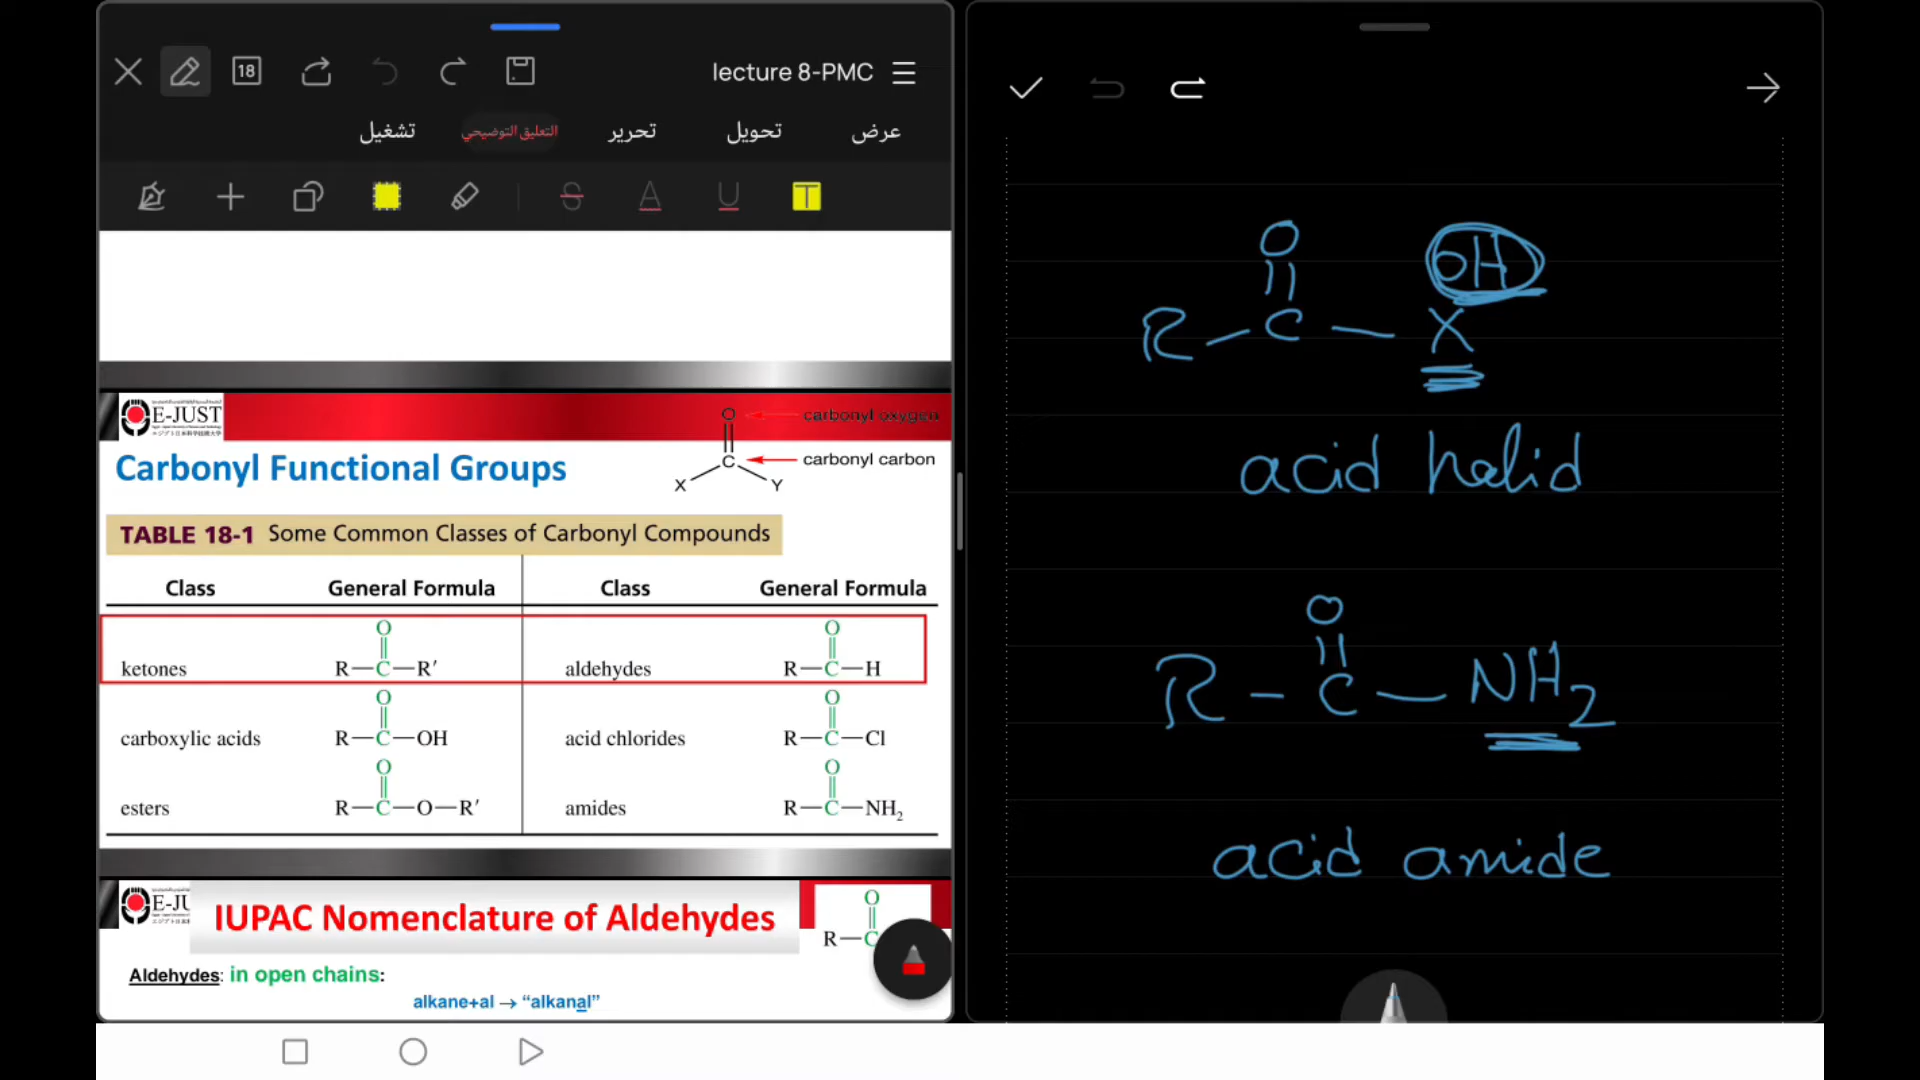 18
lecture 8-PMC
عرض تحويل تحرير التعليق التوضيحي تشغيل
S A U T
E-JUST
O carbonyl oxygen
C carbonyl carbon
X Y
Carbonyl Functional Groups
TABLE 18-1 Some Common Classes of Carbonyl Compounds
Class General Formula Class General Formula
O O
ketones R—C—R′ aldehydes R—C—H
O O
carboxylic acids R—C—OH acid chlorides R—C—Cl
O O
esters R—C—O—R′ amides R—C—NH2
E-JU
IUPAC Nomenclature of Aldehydes
O
R—C
Aldehydes: in open chains:
alkane+al → “alkanal”
O OH
R — C — X
acid halid
O
R — C — NH2
acid amide